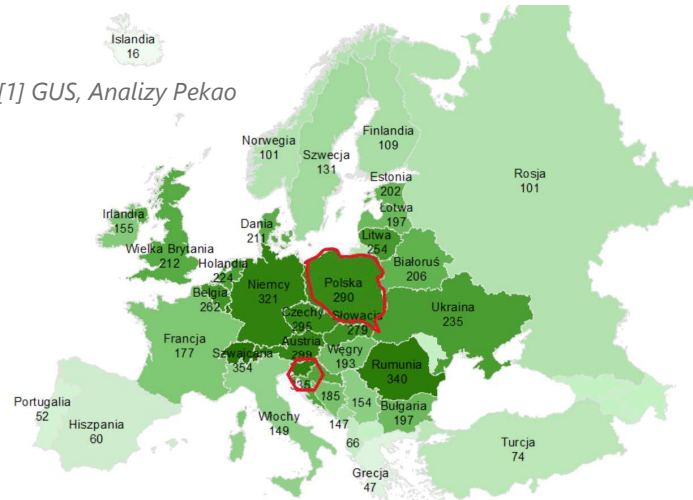 Islandia
16
[1] GUS, Analizy Pekao
Norwegia
101
Szwecja
131
Finlandia
109
Rosja
101
Estonia
202
Łotwa
197
Litwa
254
Irlandia
155
Dania
211
Wielka Brytania
212
Holandia
224
Niemcy
321
Polska
290
Białoruś
206
Belgia
262
Czechy
295
Słowacja
279
Ukraina
235
Francja
177
Szwajcaria
354
Austria
299
Węgry
193
Rumunia
340
335
185
154
Bułgaria
197
Portugalia
52
Hiszpania
60
Włochy
149
147
66
Grecja
47
Turcja
74